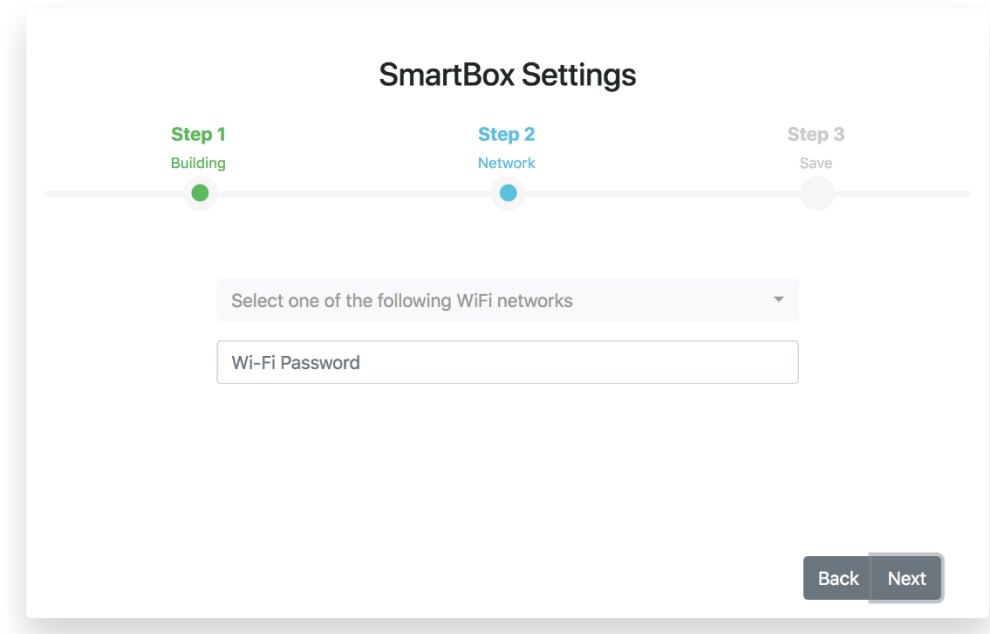 SmartBox Settings
Step 1 Step 2 Step 3
Building Network Save
Select one of the following WiFi networks
Wi-Fi Password
Back Next